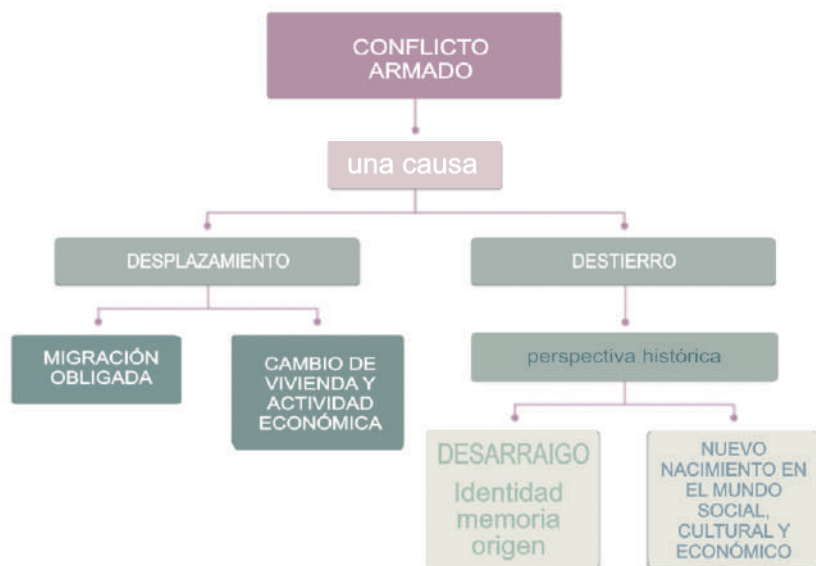 CONFLICTO
ARMADO
una causa
DESPLAZAMIENTO
DESTIERRO
MIGRACIÓN
OBLIGADA
CAMBIO DE
VIVIENDA Y
ACTIVIDAD
ECONÓMICA
perspectiva histórica
DESARRAIGO
Identidad
memoria
origen
NUEVO
NACIMIENTO EN
EL MUNDO
SOCIAL,
CULTURAL Y
ECONÓMICO